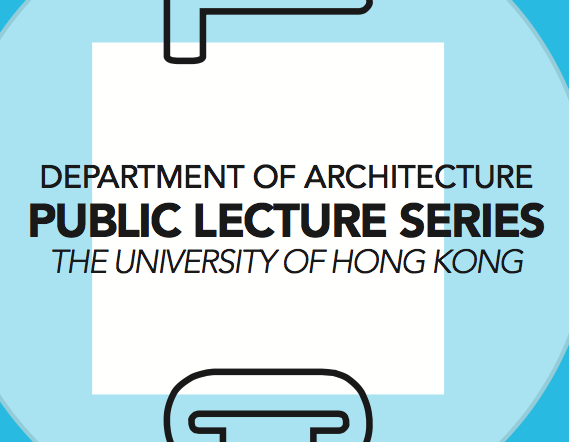 DEPARTMENT OF ARCHITECTURE
PUBLIC LECTURE SERIES
THE UNIVERSITY OF HONG KONG